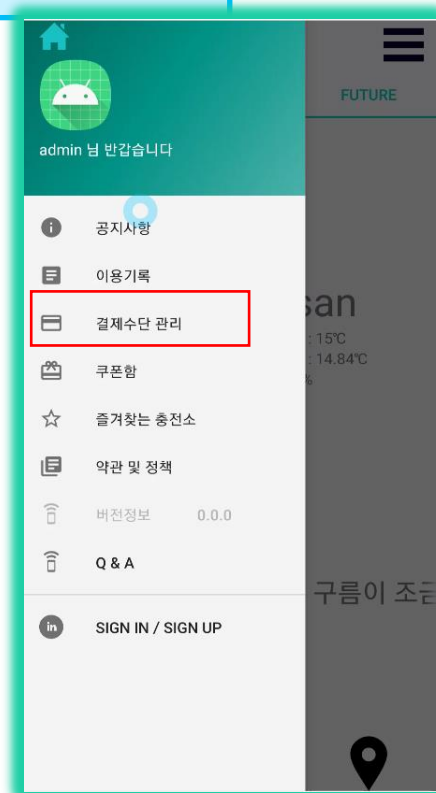 FUTURE
admin 님 반갑습니다
공지사항
이용기록
결제수단 관리
쿠폰함
즐겨찾는 충전소
약관 및 정책
버전정보 0.0.0
Q & A
SIGN IN / SIGN UP
san
: 15℃
: 14.84℃
%
구름이 조금